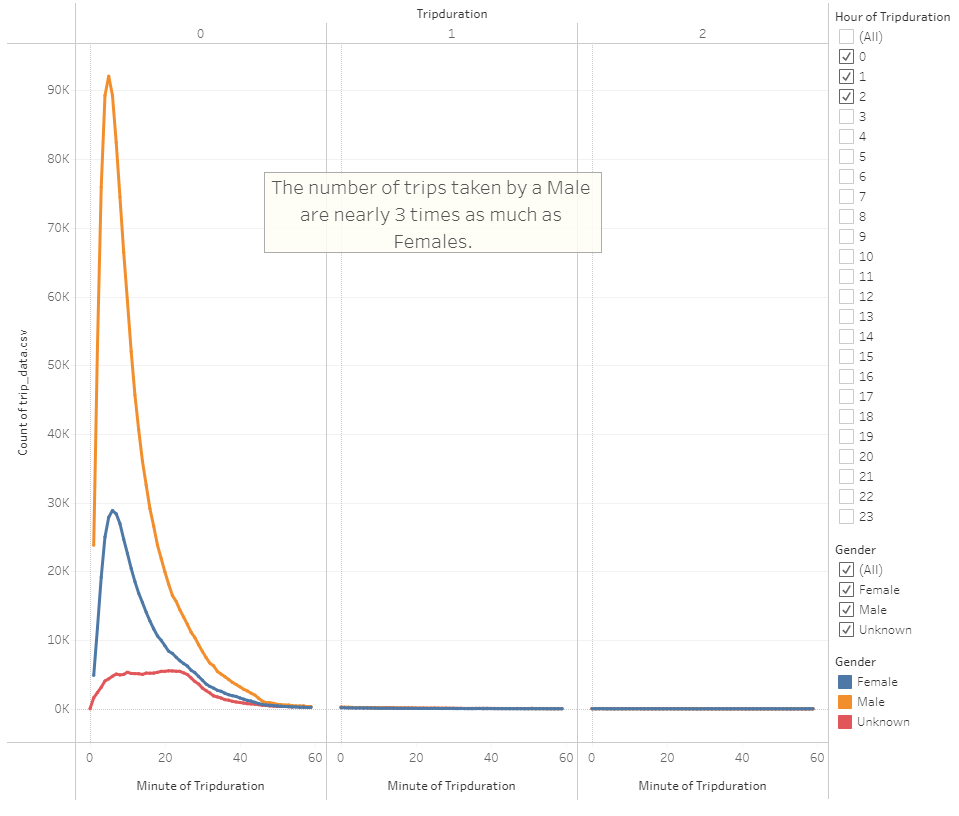 Tripduration
0 1 2
Hour of Tripduration
(All)
0
1
2
3
4
5
6
7
8
9
10
11
12
13
14
15
16
17
18
19
20
21
22
23
Gender
(All)
Female
Male
Unknown
Gender
Female
Male
Unknown
The number of trips taken by a Male
are nearly 3 times as much as
Females.
Count of trip_data.csv
90K
80K
70K
60K
50K
40K
30K
20K
10K
0K
0 20 40 60 0 20 40 60 0 20 40 60
Minute of Tripduration Minute of Tripduration Minute of Tripduration